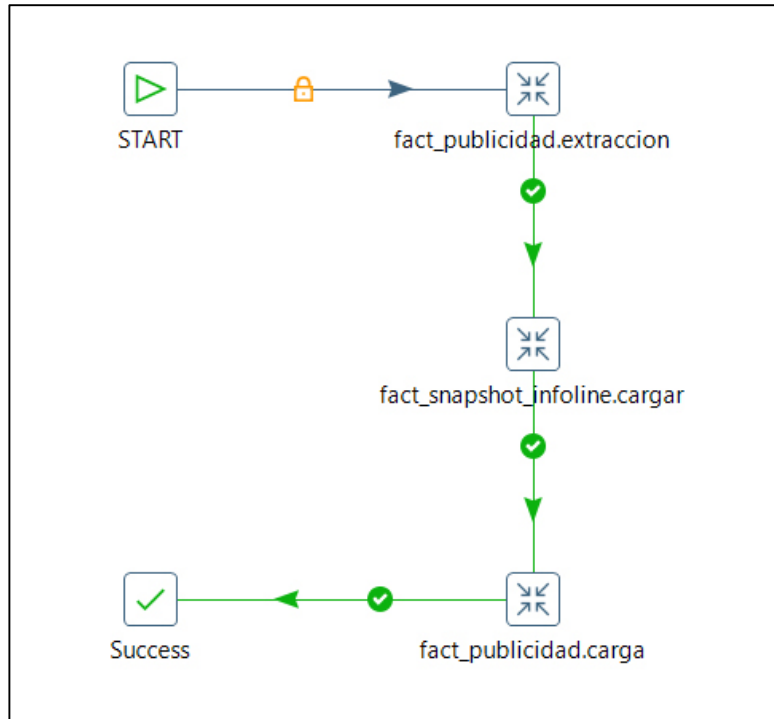 START
fact_publicidad.extraccion
fact_snapshot_infoline.cargar
fact_publicidad.carga
Success